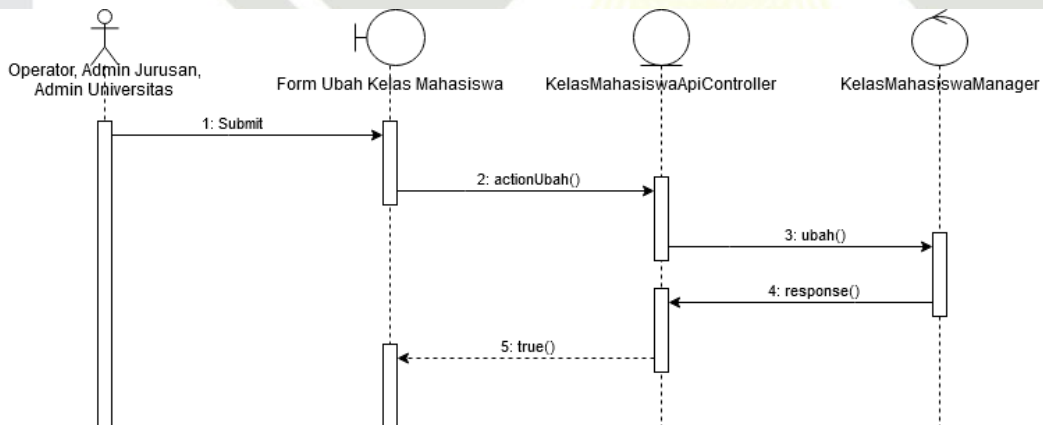 Operator, Admin Jurusan,
Admin Universitas
Form Ubah Kelas Mahasiswa
KelasMahasiswaApiController
KelasMahasiswaManager
1: Submit
2: actionUbah()
3: ubah()
4: response()
5: true()